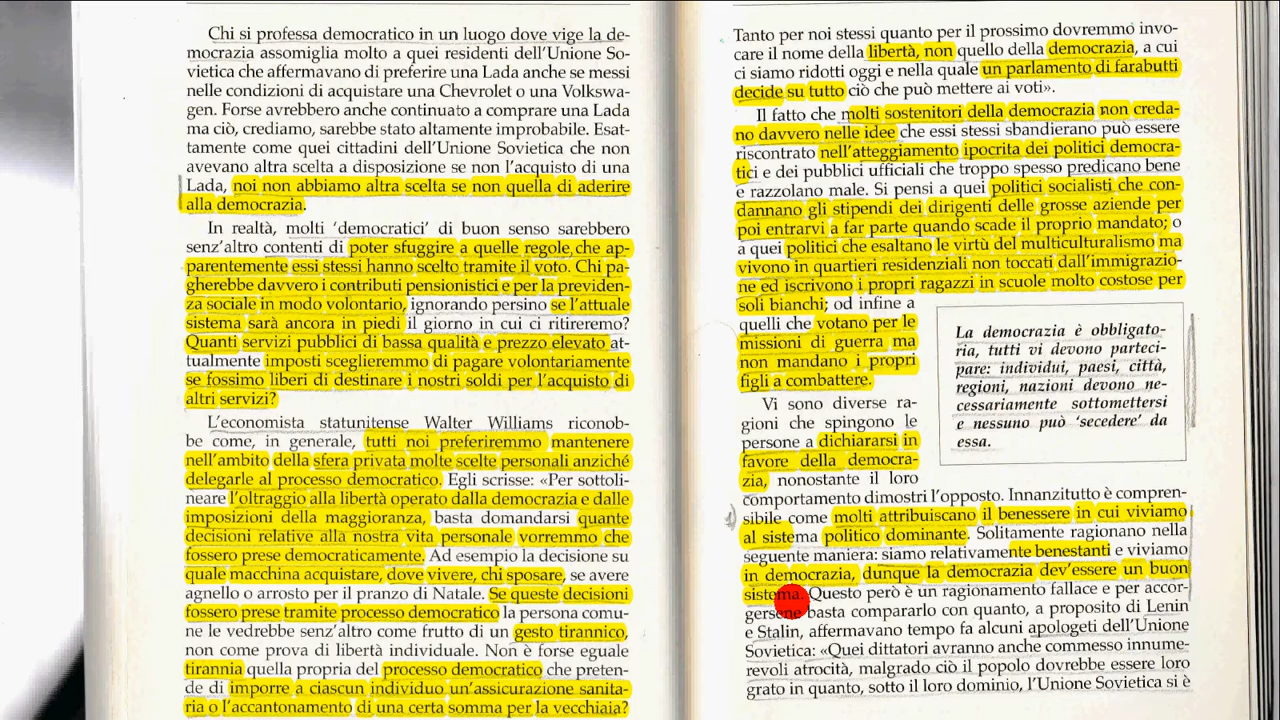 Chi si professa democratico in un luogo dove vige la de-
mocrazia assomiglia molto a quei residenti dell'Unione So-
vietica che affermavano di preferire una Lada anche se messi
nelle condizioni di acquistare una Chevrolet o una Volkswa-
gen. Forse avrebbero anche continuato a comprare una Lada
ma ciò, crediamo, sarebbe stato altamente improbabile. Esat-
tamente come quei cittadini dell'Unione Sovietica che non
avevano altra scelta a disposizione se non l'acquisto di una
Lada, noi non abbiamo altra scelta se non quella di aderire
alla democrazia.
In realtà, molti 'democratici' di buon senso sarebbero
senz'altro contenti di poter sfuggire a quelle regole che ap-
parentemente essi stessi hanno scelto tramite il voto. Chi pa-
gherebbe davvero i contributi pensionistici e per la previden-
za sociale in modo volontario, ignorando persino se l'attuale
sistema sarà ancora in piedi il giorno in cui ci ritireremo?
Quanti servizi pubblici di bassa qualità e prezzo elevato at-
tualmente imposti sceglieremmo di pagare volontariamente
se fossimo liberi di destinare i nostri soldi per l'acquisto di
altri servizi?
L'economista statunitense Walter Williams riconob-
be come, in generale, tutti noi preferiremmo mantenere
nell'ambito della sfera privata molte scelte personali anziché
delegarle al processo democratico. Egli scrisse: «Per sottoli-
neare l'oltraggio alla libertà operato dalla democrazia e dalle
imposizioni della maggioranza, basta domandarsi quante
decisioni relative alla nostra vita personale vorremmo che
fossero prese democraticamente. Ad esempio la decisione su
quale macchina acquistare, dove vivere, chi sposare, se avere
agnello o arrosto per il pranzo di Natale. Se queste decisioni
fossero prese tramite processo democratico la persona comu-
ne le vedrebbe senz'altro come frutto di un gesto tirannico,
non come prova di libertà individuale. Non è forse eguale
tirannia quella propria del processo democratico che preten-
de di imporre a ciascun individuo un'assicurazione sanita-
ria o l'accantonamento di una certa somma per la vecchiaia?
Tanto per noi stessi quanto per il prossimo dovremmo invo-
care il nome della libertà, non quello della democrazia, a cui
ci siamo ridotti oggi e nella quale un parlamento di farabutti
decide su tutto ciò che può mettere ai voti».
Il fatto che molti sostenitori della democrazia non creda-
no davvero nelle idee che essi stessi sbandierano può essere
riscontrato nell'atteggiamento ipocrita dei politici democra-
tici e dei pubblici ufficiali che troppo spesso predicano bene
e razzolano male. Si pensi a quei politici socialisti che con-
dannano gli stipendi dei dirigenti delle grosse aziende per
poi entrarvi a far parte quando scade il proprio mandato; o
a quei politici che esaltano le virtù del multiculturalismo ma
vivono in quartieri residenziali non toccati dall'immigrazio-
ne ed iscrivono i propri ragazzi in scuole molto costose per
soli bianchi; od infine a
quelli che votano per le
missioni di guerra ma
non mandano i propri
figli a combattere.
Vi sono diverse ra-
gioni che spingono le
persone a dichiararsi in
favore della democra-
zia, nonostante il loro
La democrazia è obbligato-
ria, tutti vi devono parteci-
pare: individui, paesi, città,
regioni, nazioni devono ne-
cessariamente sottomettersi
e nessuno può 'secedere' da
essa.
comportamento dimostri l'opposto. Innanzitutto è compren-
sibile come molti attribuiscano il benessere in cui viviamo
al sistema politico dominante. Solitamente ragionano nella
seguente maniera: siamo relativamente benestanti e viviamo
in democrazia, dunque la democrazia dev'essere un buon
sistema. Questo però è un ragionamento fallace e per accor-
gersene basta compararlo con quanto, a proposito di Lenin
e Stalin, affermavano tempo fa alcuni apologeti dell'Unione
Sovietica: «Quei dittatori avranno anche commesso innume-
revoli atrocità, malgrado ciò il popolo dovrebbe essere loro
grato in quanto, sotto il loro dominio, l'Unione Sovietica si è